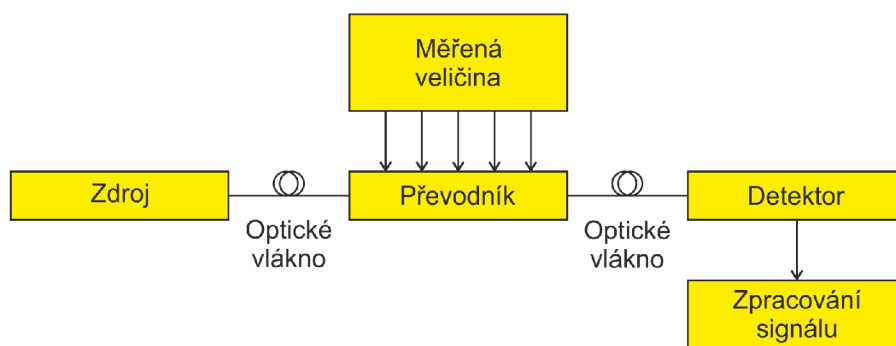 Měřená
veličina
Zdroj
Optické
vlákno
Převodník
Optické
vlákno
Detektor
Zpracování
signálu